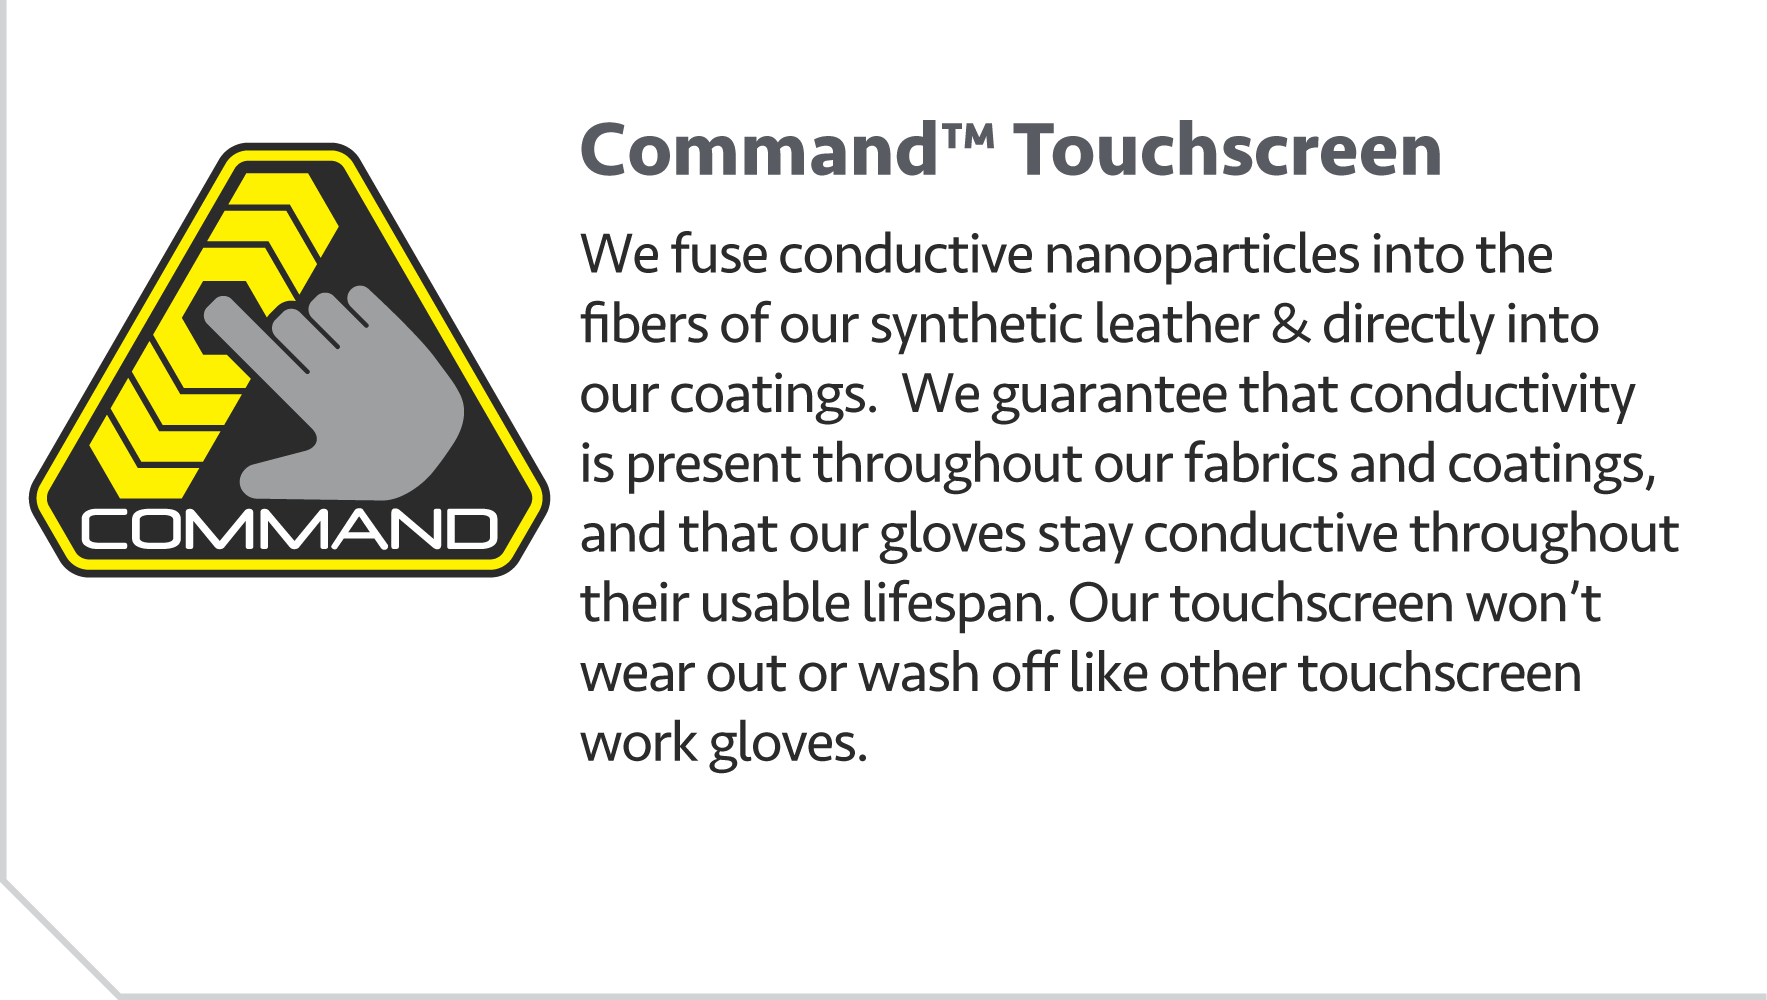 Command™ Touchscreen
We fuse conductive nanoparticles into the
fibers of our synthetic leather & directly into
our coatings.  We guarantee that conductivity
is present throughout our fabrics and coatings,
and that our gloves stay conductive throughout
their usable lifespan. Our touchscreen won’t
wear out or wash off like other touchscreen
work gloves.
COMMAND